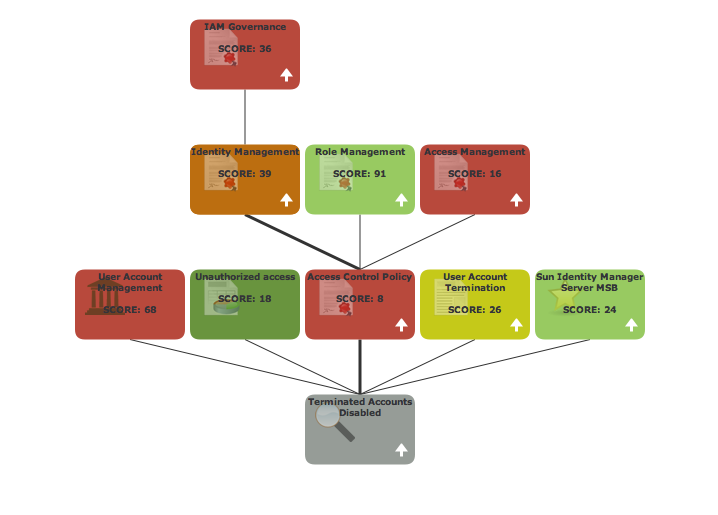 IAM Governance
SCORE: 36
Identity Management
SCORE: 39
Role Management
SCORE: 91
Access Management
SCORE: 16
User Account
Management
SCORE: 68
Unauthorized access
SCORE: 18
Access Control Policy
SCORE: 8
User Account
Termination
SCORE: 26
Sun Identity Manager
Server MSB
SCORE: 24
Terminated Accounts
Disabled